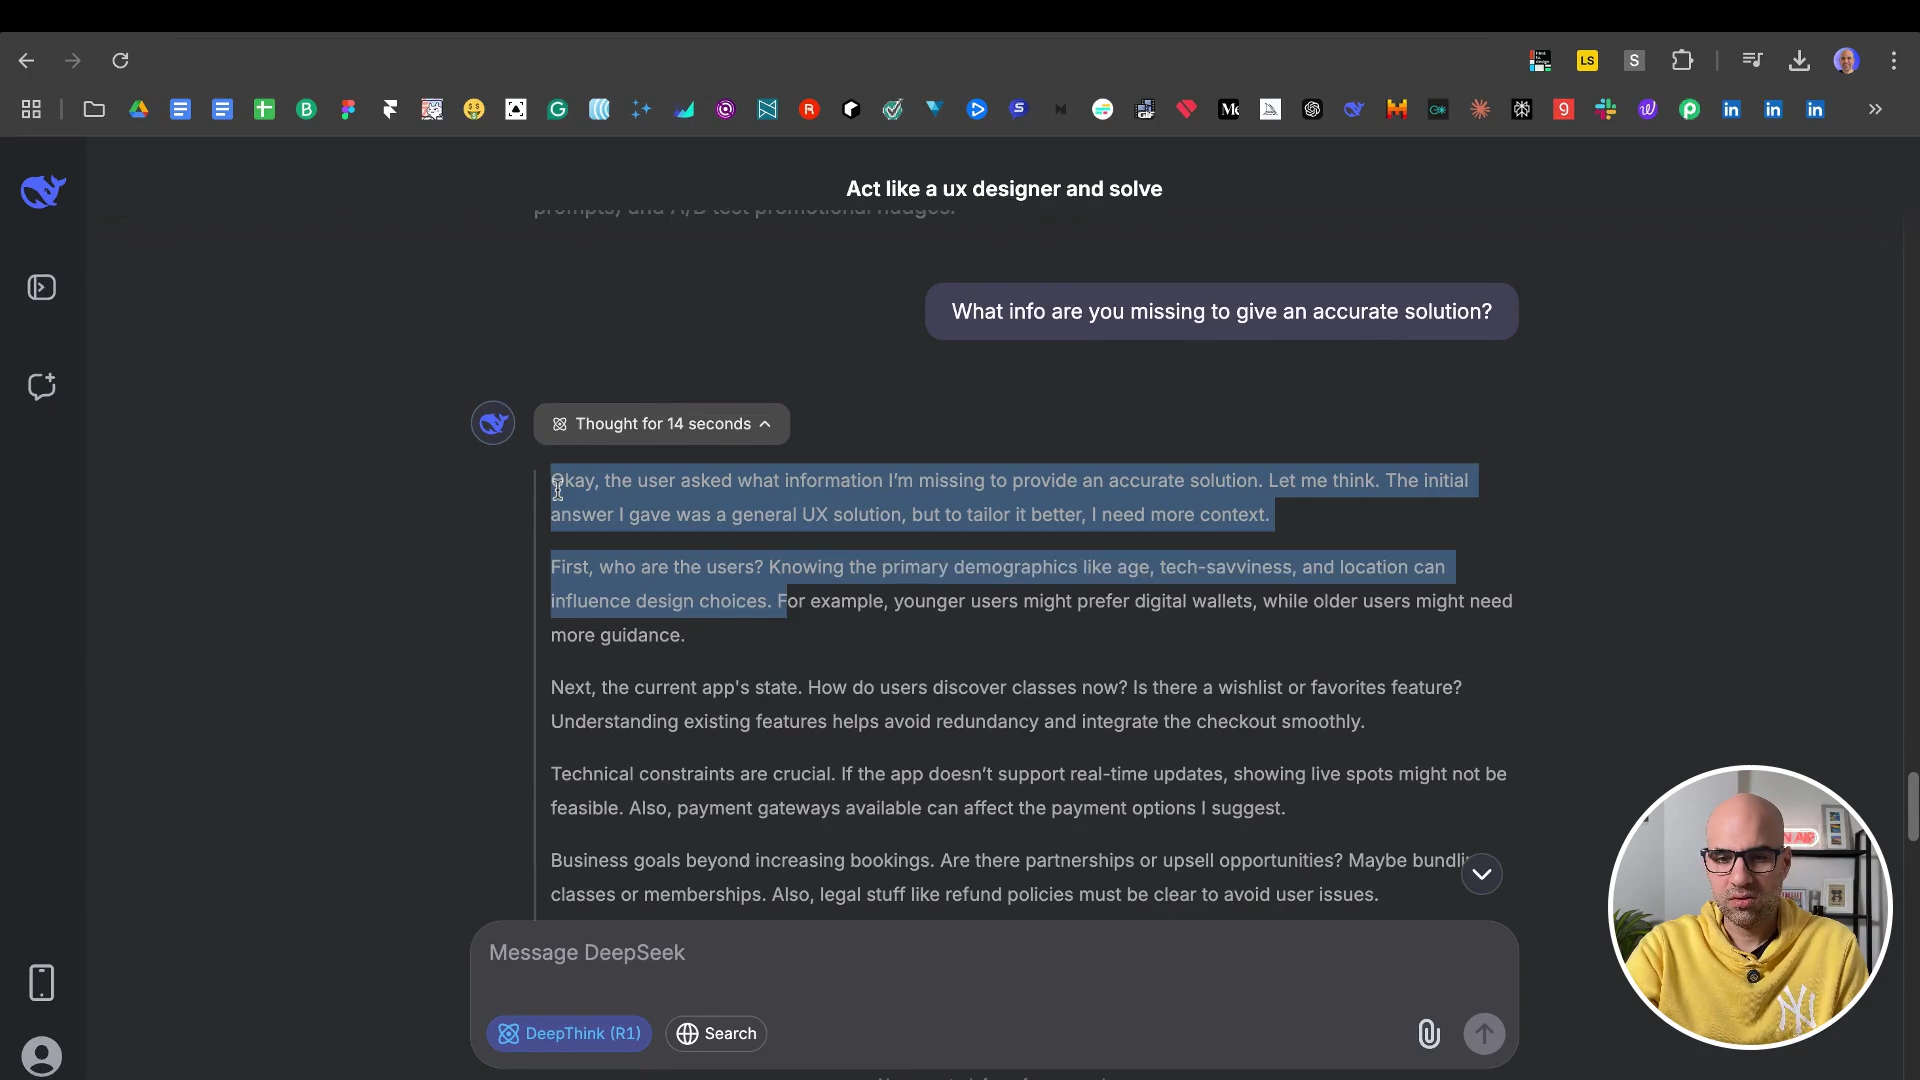 LS
S
Act like a ux designer and solve
prompts) and A/B test promotional nudges.
What info are you missing to give an accurate solution?
Thought for 14 seconds
Okay, the user asked what information I'm missing to provide an accurate solution. Let me think. The initial
answer I gave was a general UX solution, but to tailor it better, I need more context.
First, who are the users? Knowing the primary demographics like age, tech-savviness, and location can
influence design choices. For example, younger users might prefer digital wallets, while older users might need
more guidance.
Next, the current app's state. How do users discover classes now? Is there a wishlist or favorites feature?
Understanding existing features helps avoid redundancy and integrate the checkout smoothly.
Technical constraints are crucial. If the app doesn't support real-time updates, showing live spots might not be
feasible. Also, payment gateways available can affect the payment options I suggest.
Business goals beyond increasing bookings. Are there partnerships or upsell opportunities? Maybe bundli
classes or memberships. Also, legal stuff like refund policies must be clear to avoid user issues.
Message DeepSeek
DeepThink (R1)
Search